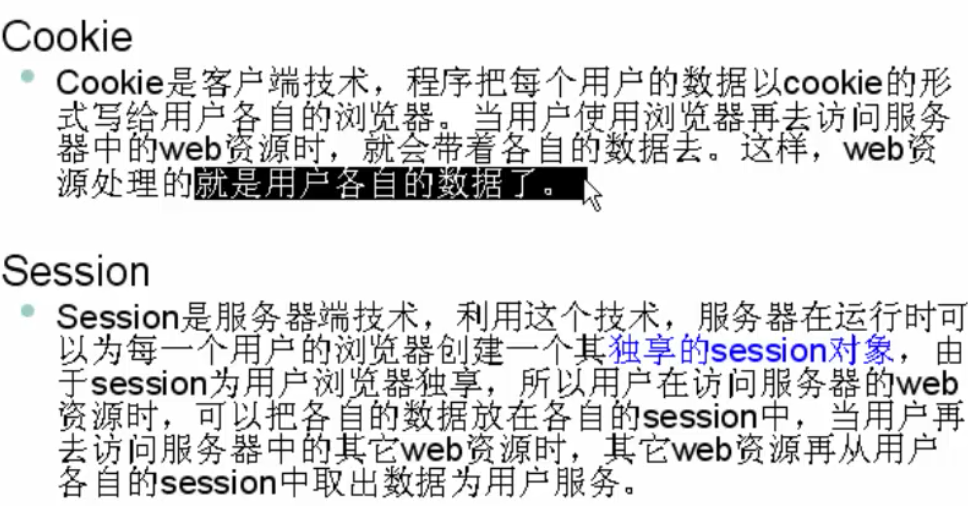 Cookie
Cookie是客户端技术，程序把每个用户的数据以cookie的形
式写给用户各自的浏览器。当用户使用浏览器再去访问服务
器中的web资源时，就会带着各自的数据去。这样，web资
源处理的就是用户各自的数据了。
Session
Session是服务器端技术，利用这个技术，服务器在运行时可
以为每一个用户的浏览器创建一个其独享的session对象，由
于session为用户浏览器独享，所以用户在访问服务器的web
资源时，可以把各自的数据放在各自的session中，当用户再
去访问服务器中的其它web资源时，其它web资源再从用户
各自的session中取出数据为用户服务。